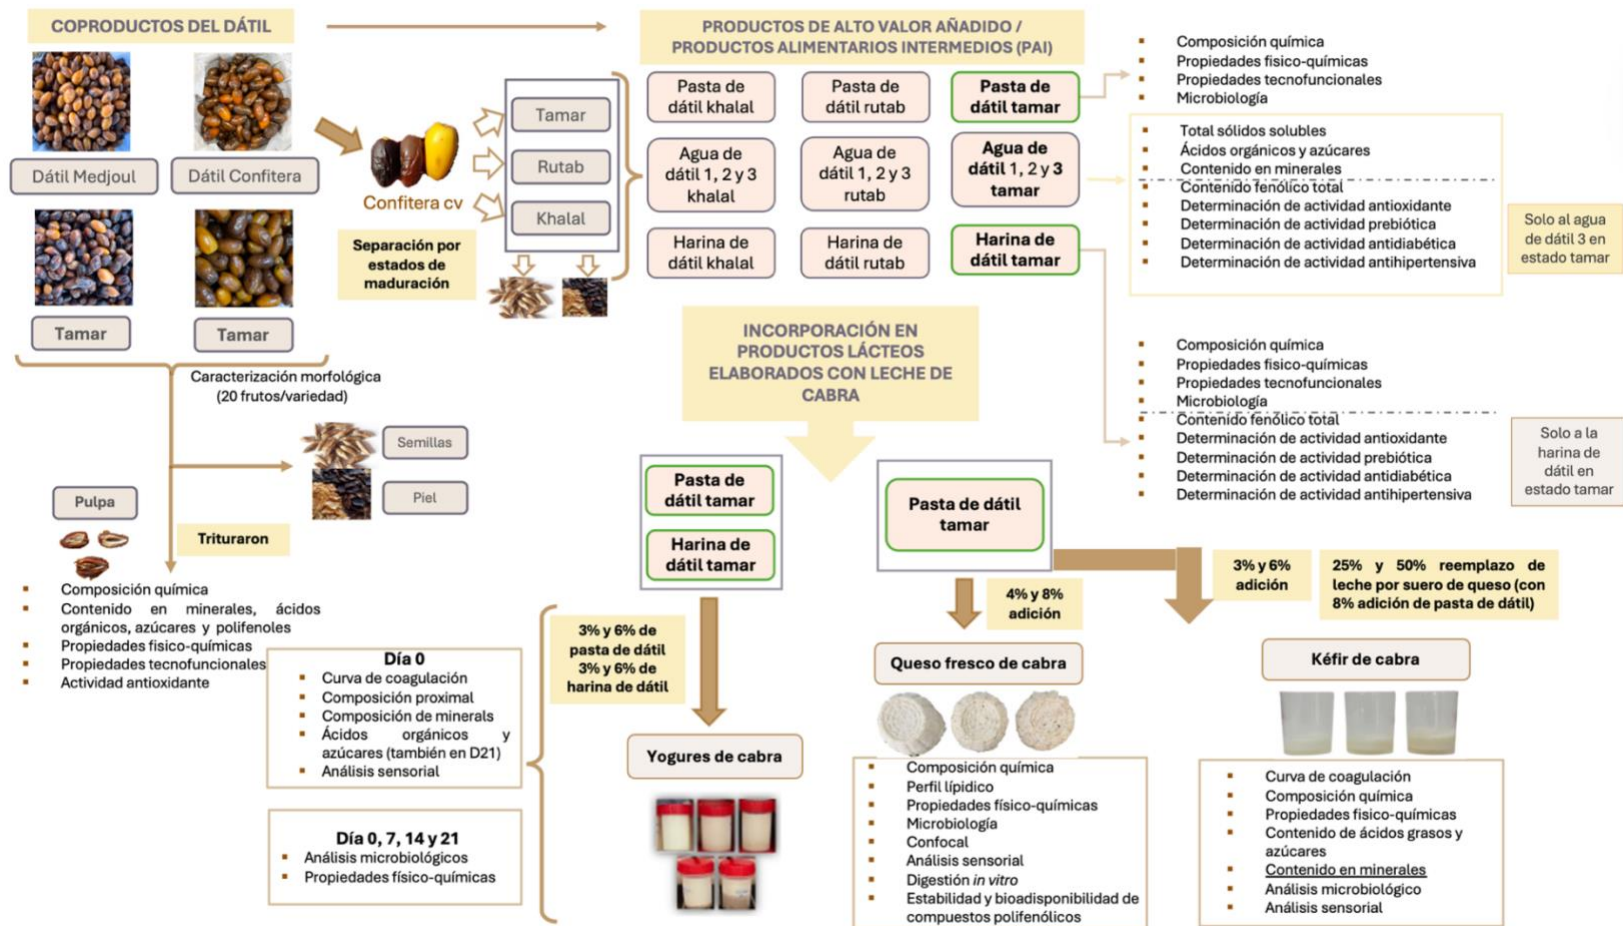 COPRODUCTOS DEL DÁTIL
PRODUCTOS DE ALTO VALOR AÑADIDO /
PRODUCTOS ALIMENTARIOS INTERMEDIOS (PAI)
Dátil Medjoul
Dátil Confitera
Tamar
Tamar
Confitera cv
Separación por
estados de
maduración
Tamar
Rutab
Khalal
Pasta de
dátil khalal
Pasta de
dátil rutab
Pasta de
dátil tamar
Agua de
dátil 1, 2 y 3
khalal
Agua de
dátil 1, 2 y 3
rutab
Agua de
dátil 1, 2 y 3
tamar
Harina de
dátil khalal
Harina de
dátil rutab
Harina de
dátil tamar
Composición química
Propiedades fisico-químicas
Propiedades tecnofuncionales
Microbiología
Total sólidos solubles
Ácidos orgánicos y azúcares
Contenido en minerales
Contenido fenólico total
Determinación de actividad antioxidante
Determinación de actividad prebiótica
Determinación de actividad antidiabética
Determinación de actividad antihipertensiva
Solo al agua
de dátil 3 en
estado tamar
Composición química
Propiedades fisico-químicas
Propiedades tecnofuncionales
Microbiología
Contenido fenólico total
Determinación de actividad antioxidante
Determinación de actividad prebiótica
Determinación de actividad antidiabética
Determinación de actividad antihipertensiva
Solo a la
harina de
dátil en
estado tamar
Caracterización morfológica
(20 frutos/variedad)
Semillas
Piel
Pulpa
Trituraron
Composición química
Contenido en minerales, ácidos
orgánicos, azúcares y polifenoles
Propiedades fisico-químicas
Propiedades tecnofuncionales
Actividad antioxidante
INCORPORACIÓN EN
PRODUCTOS LÁCTEOS
ELABORADOS CON LECHE DE
CABRA
Pasta de
dátil tamar
Harina de
dátil tamar
Pasta de dátil
tamar
3% y 6% de
pasta de dátil
3% y 6% de
harina de dátil
4% y 8%
adición
3% y 6%
adición
25% y 50% reemplazo de
leche por suero de queso (con
8% adición de pasta de dátil)
Día 0
Curva de coagulación
Composición proximal
Composición de minerals
Ácidos orgánicos y
azúcares (también en D21)
Análisis sensorial
Día 0, 7, 14 y 21
Análisis microbiológicos
Propiedades físico-químicas
Yogures de cabra
Queso fresco de cabra
Composición química
Perfil lípidico
Propiedades físico-químicas
Microbiología
Confocal
Análisis sensorial
Digestión in vitro
Estabilidad y bioadisponibilidad de
compuestos polifenólicos
Kéfir de cabra
Curva de coagulación
Composición química
Propiedades fisico-químicas
Contenido de ácidos grasos y
azúcares
Contenido en minerales
Análisis microbiológico
Análisis sensorial